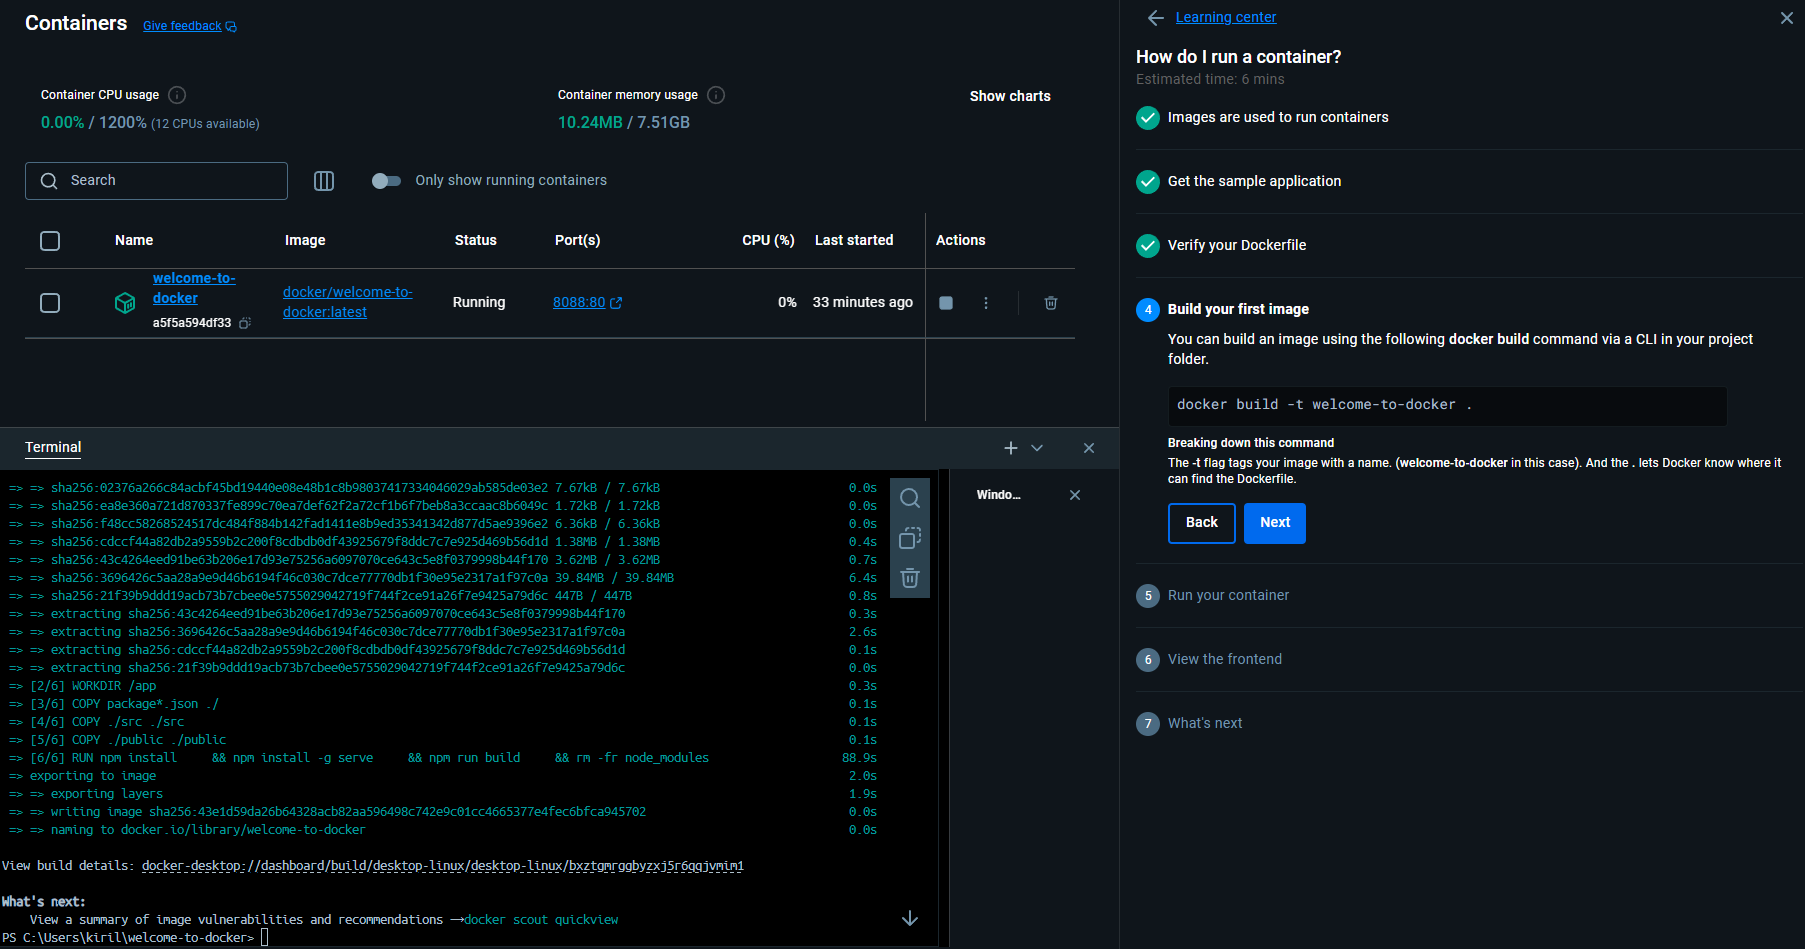 Containers Give feedback
Container CPU usage
0.00% / 1200% (12 CPUs available)
Container memory usage
10.24MB / 7.51GB
Show charts
Search
Only show running containers
Name Image Status Port(s) CPU (%) Last started Actions
welcome-to-
docker
a5f5a594df33
docker/welcome-to-
docker:latest
Running
8088:80
0%
33 minutes ago
Terminal
=> => sha256:02376a266c84acbf45bd19440e08e48b1c8b98037417334046029ab585de03e2 7.67kB / 7.67kB 0.0s
=> => sha256:ea8e360a721d870337fe899c70ea7def62f2a72cf1b6f7beb8a3ccaac8b6049c 1.72kB / 1.72kB 0.0s
=> => sha256:f48cc58268524517dc484f884b142fad1411e8b9ed35341342d877d5ae9396e2 6.36kB / 6.36kB 0.0s
=> => sha256:cdccf44a82db2a9559b2c200f8cdbdb0df43925679f8ddc7c7e925d469b56d1d 1.38MB / 1.38MB 0.4s
=> => sha256:43c4264eed91be63b206e17d93e75256a6097070ce643c5e8f0379998b44f170 3.62MB / 3.62MB 0.7s
=> => sha256:3696426c5aa28a9e9d46b6194f46c030c7dce77770db1f30e95e2317a1f97c0a 39.84MB / 39.84MB 6.4s
=> => sha256:21f39b9ddd19acb73b7cbee0e5755029042719f744f2ce91a26f7e9425a79d6c 447B / 447B 0.8s
=> => extracting sha256:43c4264eed91be63b206e17d93e75256a6097070ce643c5e8f0379998b44f170 0.3s
=> => extracting sha256:3696426c5aa28a9e9d46b6194f46c030c7dce77770db1f30e95e2317a1f97c0a 2.6s
=> => extracting sha256:cdccf44a82db2a9559b2c200f8cdbdb0df43925679f8ddc7c7e925d469b56d1d 0.1s
=> => extracting sha256:21f39b9ddd19acb73b7cbee0e5755029042719f744f2ce91a26f7e9425a79d6c 0.0s
=> [2/6] WORKDIR /app 0.3s
=> [3/6] COPY package*.json ./ 0.1s
=> [4/6] COPY ./src ./src 0.1s
=> [5/6] COPY ./public ./public 0.1s
=> [6/6] RUN npm install && npm install -g serve && npm run build && rm -fr node_modules 88.9s
=> exporting to image 2.0s
=> => exporting layers 1.9s
=> => writing image sha256:43e1d59da26b64328acb82aa596498c742e9c01cc4665377e4fec6bfca945702 0.0s
=> => naming to docker.io/library/welcome-to-docker 0.0s
View build details: docker-desktop://dashboard/build/desktop-linux/desktop-linux/bxztgmrggbyzxj5r6qqjvmim1
What's next:
View a summary of image vulnerabilities and recommendations → docker scout quickview
PS C:\Users\kiril\welcome-to-docker>
Windo...
Learning center
How do I run a container?
Estimated time: 6 mins
Images are used to run containers
Get the sample application
Verify your Dockerfile
4 Build your first image
You can build an image using the following docker build command via a CLI in your project
folder.
docker build -t welcome-to-docker .
Breaking down this command
The -t flag tags your image with a name. (welcome-to-docker in this case). And the . lets Docker know where it
can find the Dockerfile.
Back Next
5 Run your container
6 View the frontend
7 What's next